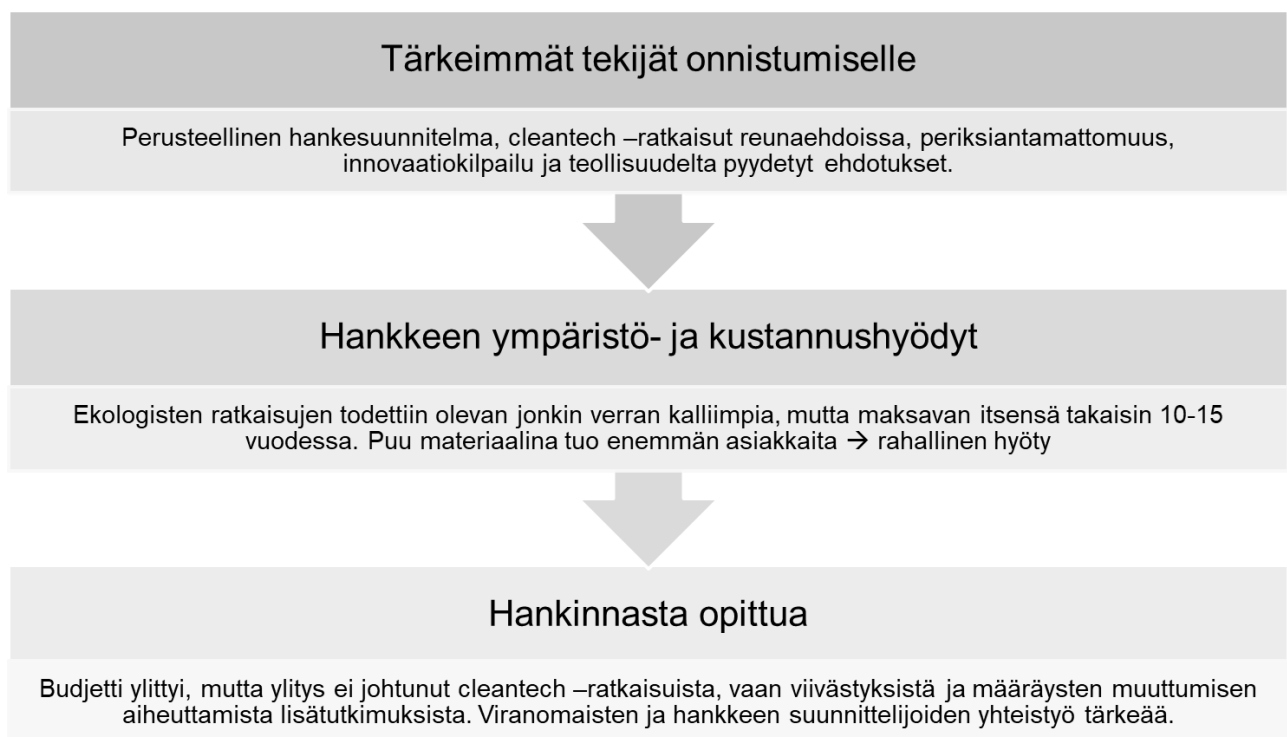 Tärkeimmät tekijät onnistumiselle
Perusteellinen hankesuunnitelma, cleantech –ratkaisut reunaehdoissa, periksiantamattomuus,
innovaatiokilpailu ja teollisuudelta pyydetyt ehdotukset.
Hankkeen ympäristö- ja kustannushyödyt
Ekologisten ratkaisujen todettiin olevan jonkin verran kalliimpia, mutta maksavan itsensä takaisin 10-15
vuodessa. Puu materiaalina tuo enemmän asiakkaita → rahallinen hyöty
Hankinnasta opittua
Budjetti ylittyi, mutta ylitys ei johtunut cleantech –ratkaisuista, vaan viivästyksistä ja määräysten muuttumisen
aiheuttamista lisätutkimuksista. Viranomaisten ja hankkeen suunnittelijoiden yhteistyö tärkeää.